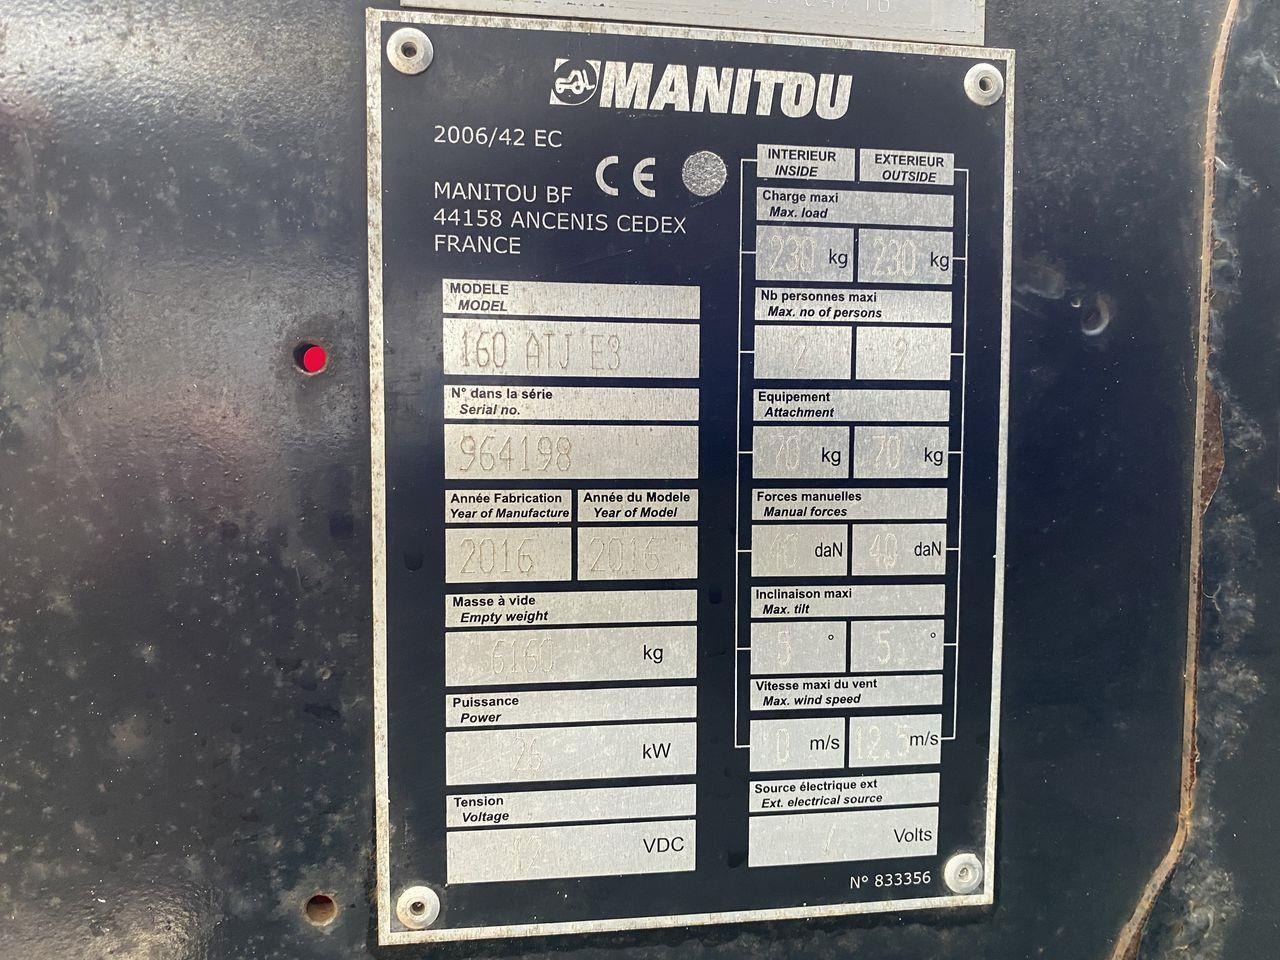 MANITOU
2006/42 EC
CE
MANITOU BF
44158 ANCENIS CEDEX
FRANCE
MODELE
MODEL
160 ATJ E3
N° dans la série
Serial no.
964198
Année Fabrication
Year of Manufacture
2016
Année du Modele
Year of Model
2016
Masse à vide
Empty weight
6160 kg
Puissance
Power
26 kW
Tension
Voltage
12 VDC
INTERIEUR
INSIDE
EXTERIEUR
OUTSIDE
Charge maxi
Max. load
230 kg 230 kg
Nb personnes maxi
Max. no of persons
2 2
Equipement
Attachment
70 kg 70 kg
Forces manuelles
Manual forces
40 daN 40 daN
Inclinaison maxi
Max. tilt
5 ° 5 °
Vitesse maxi du vent
Max. wind speed
0 m/s 12.5 m/s
Source électrique ext
Ext. electrical source
/ Volts
N° 833356